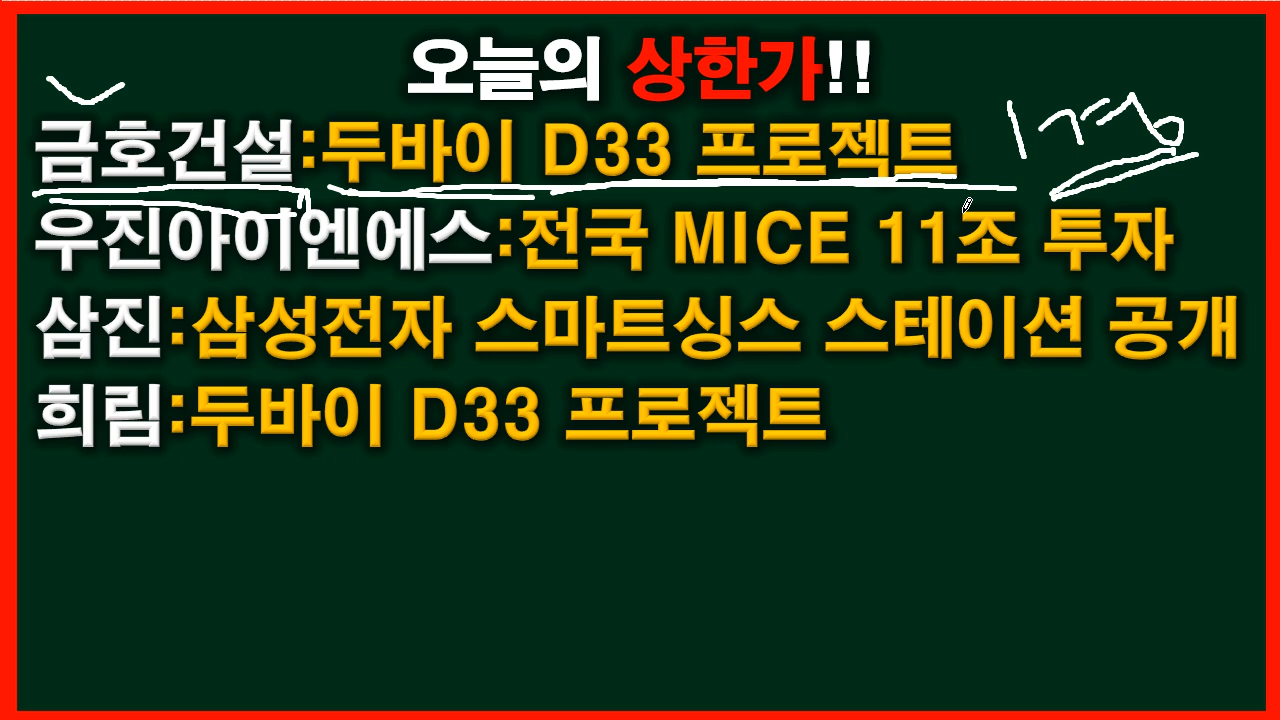 오늘의 상한가!!
금호건설:두바이 D33 프로젝트
우진아이엔에스:전국 MICE 11조 투자
삼진:삼성전자 스마트싱스 스테이션 공개
희림:두바이 D33 프로젝트